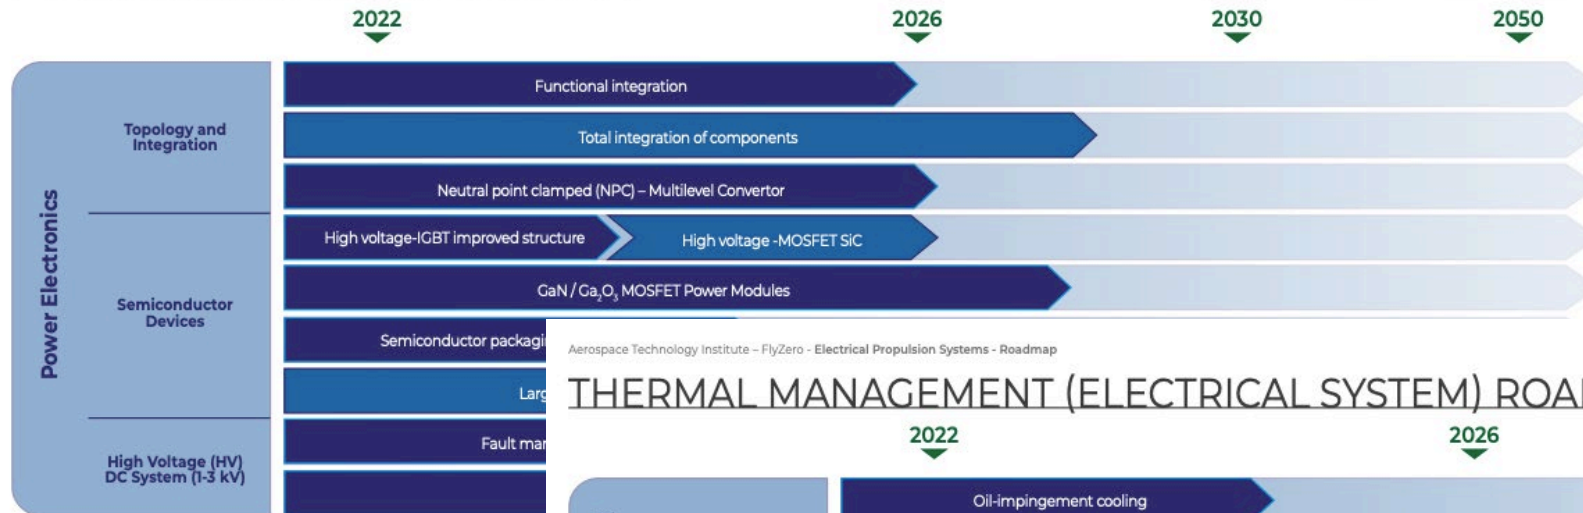 2022 2026 2030 2050
Power Electronics
Topology and
Integration
Functional integration
Total integration of components
Neutral point clamped (NPC) – Multilevel Convertor
Semiconductor
Devices
High voltage-IGBT improved structure
High voltage -MOSFET SiC
GaN / Ga₂O₃ MOSFET Power Modules
Semiconductor
High Voltage (HV)
DC System (1-3 kV)
Fault
Aerospace Technology Institute – FlyZero - Electrical Propulsion Systems - Roadmap
THERMAL MANAGEMENT (ELECTRICAL SYSTEM)
2022 2026
Oil-impingement cooling